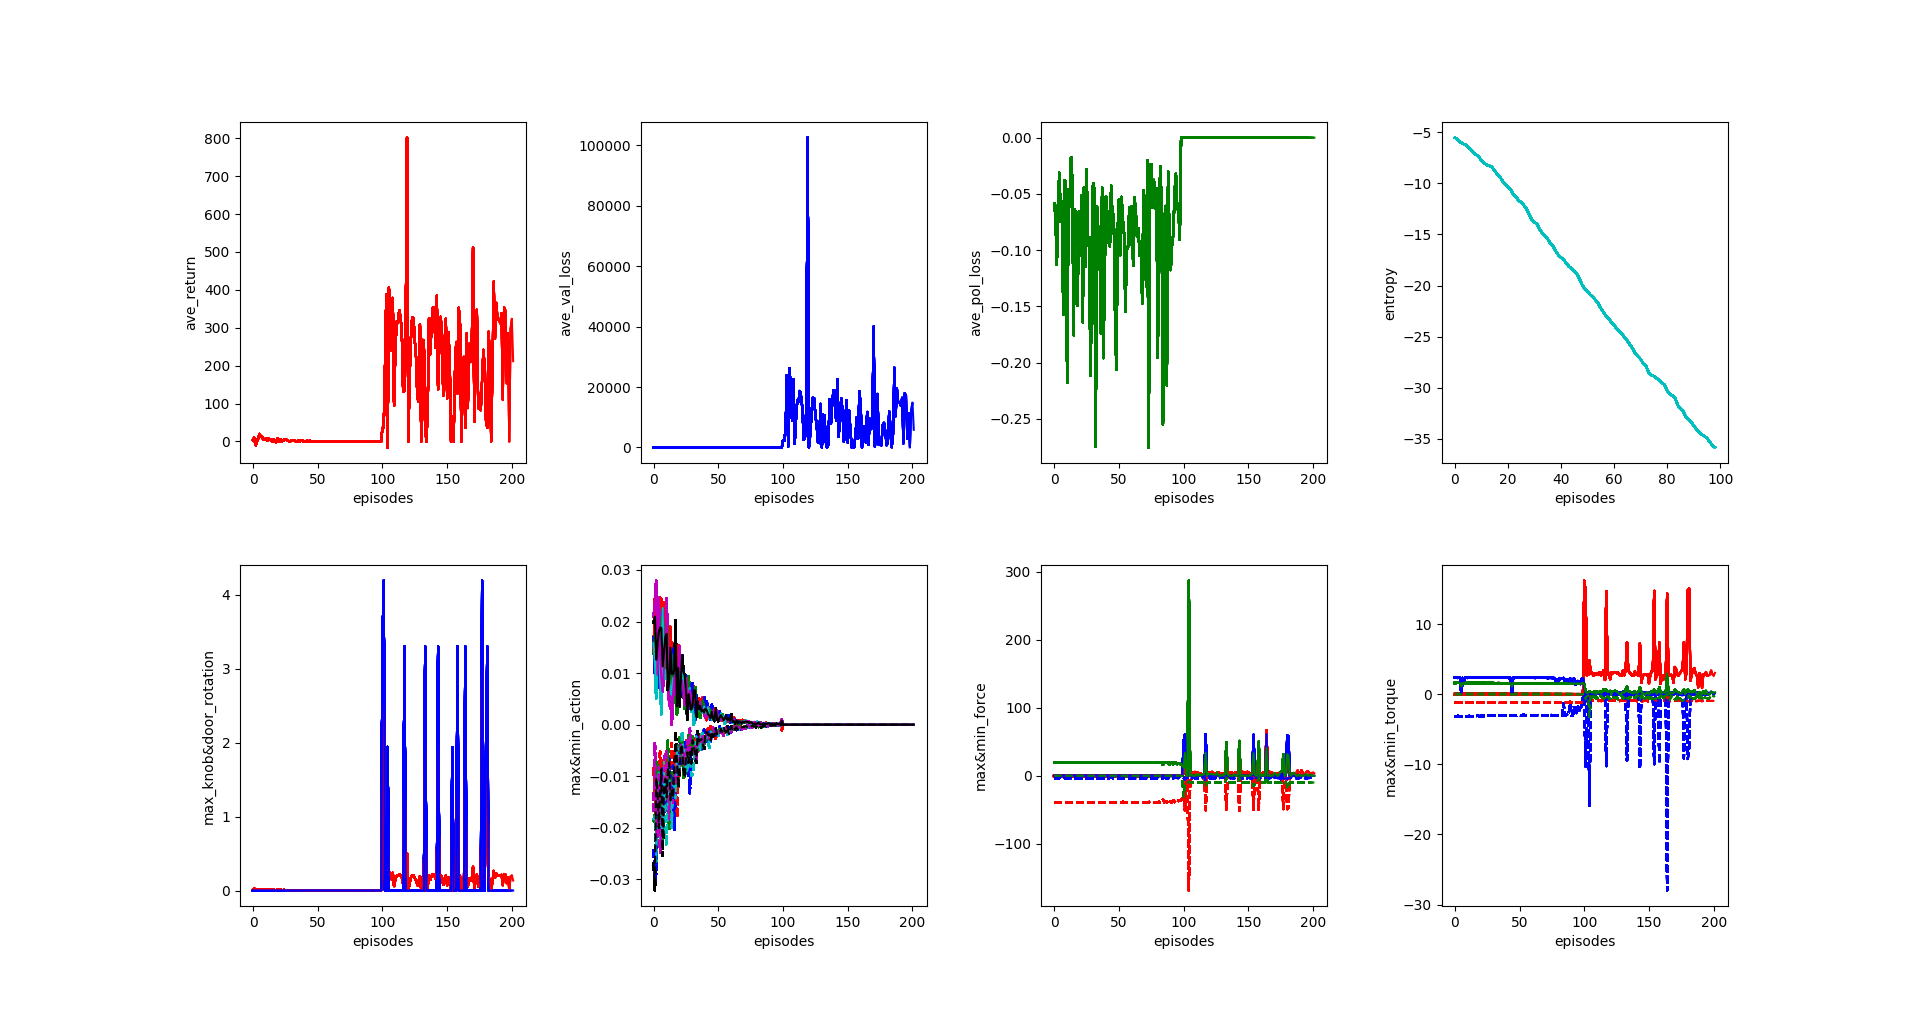 ave_return
800
700
600
500
400
300
200
100
0
0 50 100 150 200
episodes
ave_val_loss
100000
80000
60000
40000
20000
0
0 50 100 150 200
episodes
ave_pol_loss
0.00
−0.05
−0.10
−0.15
−0.20
−0.25
0 50 100 150 200
episodes
entropy
−5
−10
−15
−20
−25
−30
−35
0 20 40 60 80 100
episodes
max_knob&door_rotation
4
3
2
1
0
0 50 100 150 200
episodes
max&min_action
0.03
0.02
0.01
0.00
−0.01
−0.02
−0.03
0 50 100 150 200
episodes
max&min_force
300
200
100
0
−100
0 50 100 150 200
episodes
max&min_torque
10
0
−10
−20
−30
0 50 100 150 200
episodes